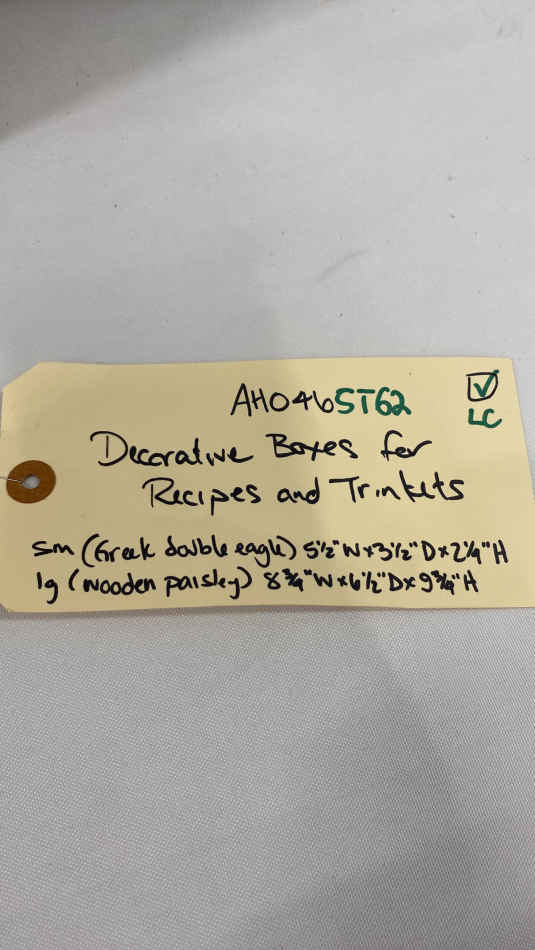 AH046ST62
LC
Decorative Boxes for
Recipes and Trinkets
sm (Greek double eagle) 5½"W x 3½"D x 2¼"H
lg (wooden paisley) 8¾"W x 6½"D x 9¾"H